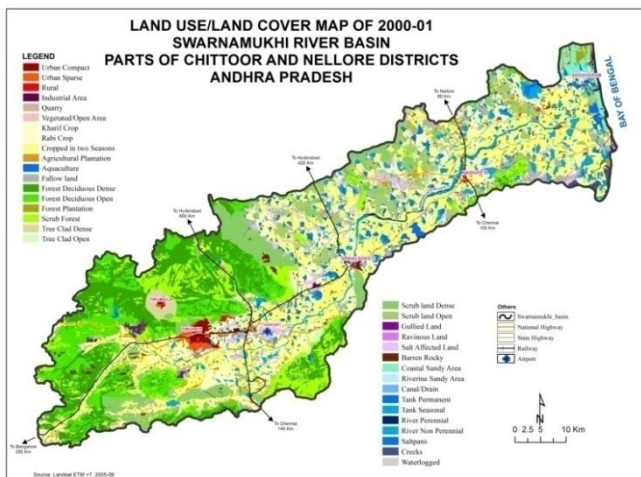 LAND USE/LAND COVER MAP OF 2000-01
SWARNAMUKHI RIVER BASIN
PARTS OF CHITTOOR AND NELLORE DISTRICTS
ANDHRA PRADESH
LEGEND
Urban Compact
Urban Sparse
Rural
Industrial Area
Quarry
Vegetated/Open Area
Kharif Crop
Rabi Crop
Cropped in two Seasons
Agricultural Plantation
Aquaculture
Fallow land
Forest Deciduous Dense
Forest Deciduous Open
Forest Plantation
Scrub Forest
Tree Clad Dense
Tree Clad Open
BAY OF BENGAL
To Nellore
To Hyderabad
To Hyderabad
To Chennai
To Chennai
To Bangalore
Scrub land Dense
Scrub land Open
Gullied Land
Ravinous Land
Salt Affected Land
Barren Rocky
Coastal Sandy Area
Riverine Sandy Area
Canal/Drain
Tank Permanent
Tank Seasonal
River Perennial
River Non Perennial
Saltpans
Creeks
Waterlogged
Others
Swarnamukhi_basin
National Highway
State Highway
Railway
Airport
N
0 2.5 5 10 Km
Source: Landsat ETM +7, 2005-06